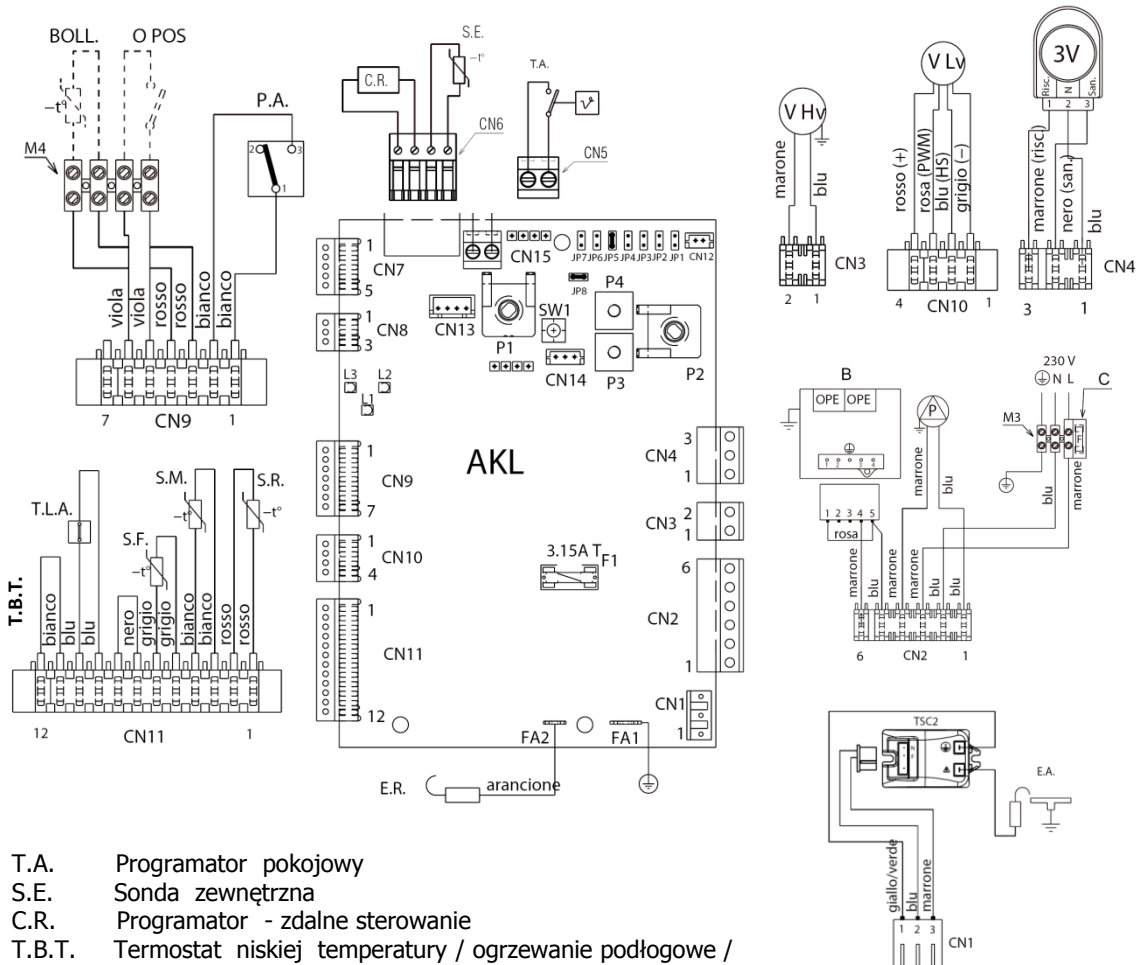 BOLL. O POS
-t°
M4
P.A.
2 3
1
viola
viola
rosso
rosso
bianco
bianco
7 CN9 1
S.E.
-t°
C.R.
CN6
T.A.
CN5
V Hv
marone
blu
CN3
2 1
V Lv
rosso (+)
rosa (PWM)
blu (HS)
grigio (−)
4 CN10 1
3V
Risc. N San.
1 2 3
marrone (risc.)
nero (san.)
blu
CN4
3 1
1
CN7
5
1
CN8
3
CN15
JP7 JP6 JP5 JP4 JP3 JP2 JP1 CN12
JP8
CN13
P1
SW1
CN14
P4
P3
P2
L3 L2
L1
AKL
1
CN9
7
1
CN10
4
1
CN11
12
3
CN4
1
2
CN3
1
3.15A T F1
6
CN2
1
CN1
1
FA2 FA1
E.R. arancione
T.B.T.
T.L.A.
S.F.
-t°
S.M.
-t°
S.R.
-t°
bianco
blu
blu
nero
grigio
grigio
bianco
bianco
rosso
rosso
12 CN11 1
B
OPE OPE
P
1 2 3 4 5
rosa
230 V
N L
C
M3
F
marrone
blu
marrone
blu
marrone
blu
marrone
blu
blu
marrone
6 CN2 1
TSC2
E.A.
giallo/verde
blu
marrone
1 2 3
CN1
T.A. Programator pokojowy
S.E. Sonda zewnętrzna
C.R. Programator - zdalne sterowanie
T.B.T. Termostat niskiej temperatury / ogrzewanie podłogowe /